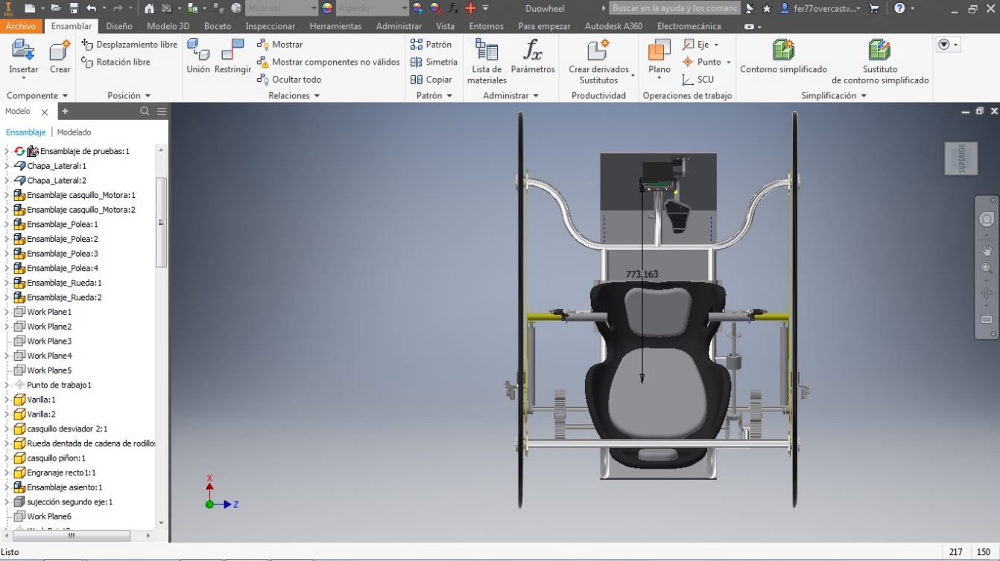 PRO
Material
Aspecto
Duowheel
Buscar en la ayuda y los comanc
fer77overcastv...
Archivo Ensamblar Diseño Modelo 3D Boceto Inspeccionar Herramientas Administrar Vista Entornos Para empezar Autodesk A360 Electromecánica
Insertar
Crear
Desplazamiento libre
Rotación libre
Unión Restringir
Mostrar
Mostrar componentes no válidos
Ocultar todo
Patrón
Simetría
Copiar
Lista de
materiales
fx
Parámetros
Crear derivados
Sustitutos
Plano
Eje
Punto
SCU
Contorno simplificado
Sustituto
de contorno simplificado
Componente Posición Relaciones Patrón Administrar Productividad Operaciones de trabajo Simplificación
Modelo
Ensamblaje | Modelado
Ensamblaje de pruebas:1
Chapa_Lateral:1
Chapa_Lateral:2
Ensamblaje casquillo_Motora:1
Ensamblaje casquillo_Motora:2
Ensamblaje_Polea:1
Ensamblaje_Polea:2
Ensamblaje_Polea:3
Ensamblaje_Polea:4
Ensamblaje_Rueda:1
Ensamblaje_Rueda:2
Work Plane1
Work Plane2
Work Plane3
Work Plane4
Work Plane5
Punto de trabajo1
Varilla:1
Varilla:2
casquillo desviador 2:1
Rueda dentada de cadena de rodillo
casquillo piñon:1
Engranaje recto1:1
Ensamblaje asiento:1
sujección segundo eje:1
Work Plane6
SUPERIOR
773,163
X
Y
Z
Listo
217 150